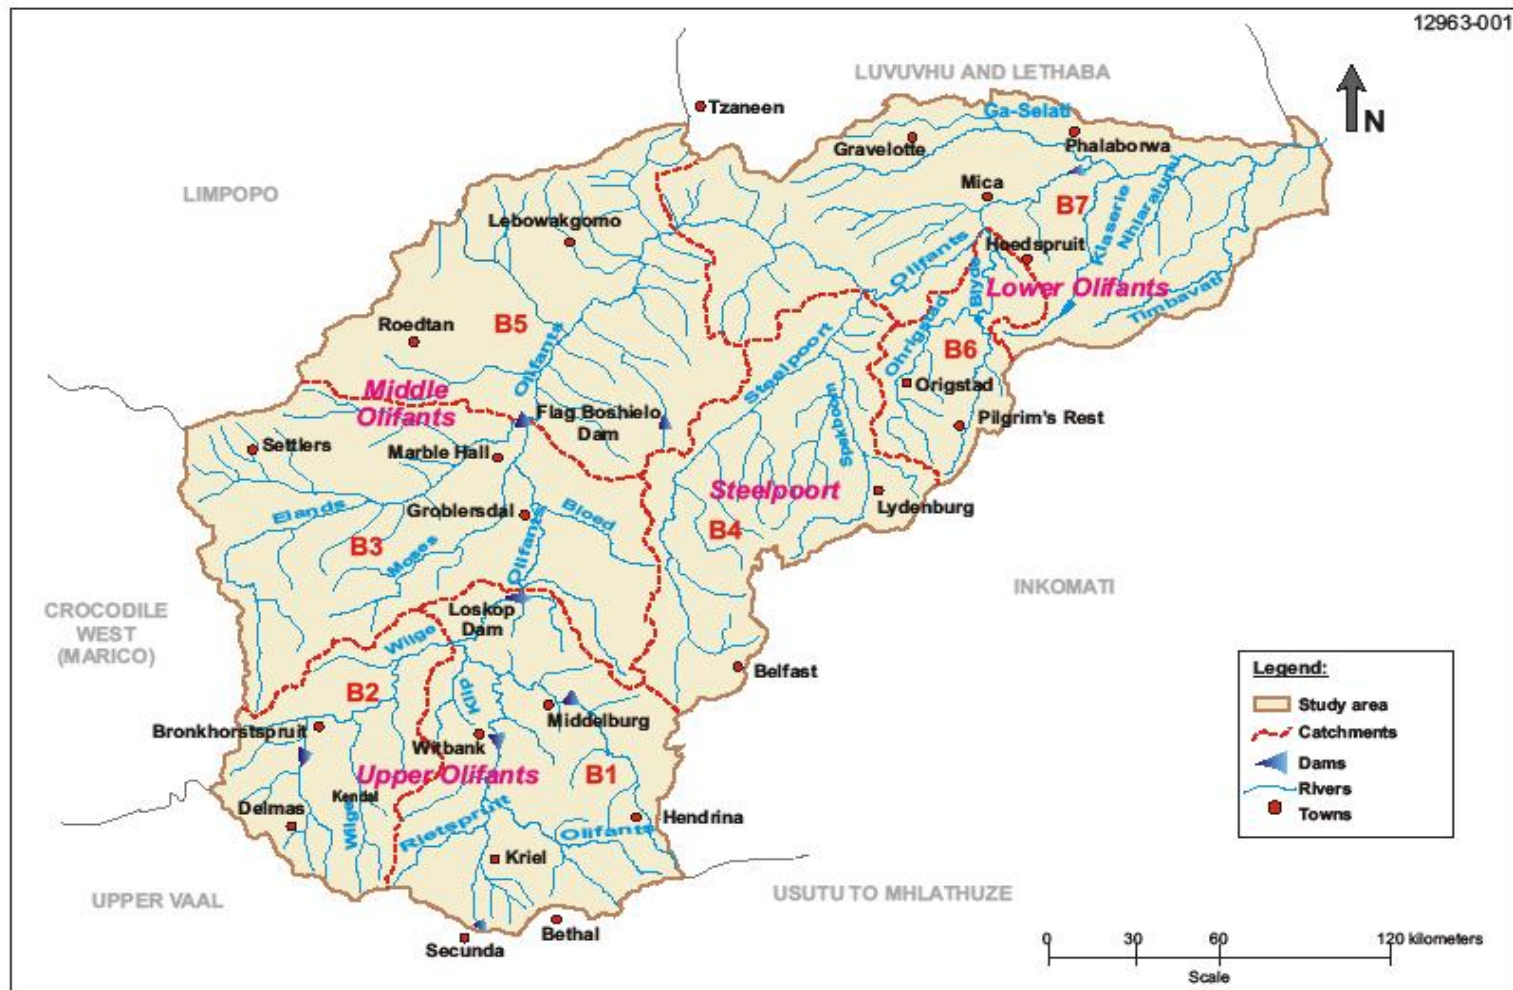 12963-001
LUVUVHU AND LETHABA
N
Tzaneen
Ga-Selati
Gravelotte
Phalaborwa
LIMPOPO
Mica
B7
Klaserie
Nhlaralumi
Lebowakgomo
Olifants
Hoedspruit
Blyde
Lower Olifants
Timbavati
Roedtan
B5
Olifants
Steelpoort
Ohrigstad
B6
Origstad
Middle
Olifants
Flag Boshielo
Dam
Spekboom
Pilgrim's Rest
Settlers
Marble Hall
Steelpoort
Lydenburg
Elands
Groblersdal
Bloed
B4
B3
Moses
Olifants
INKOMATI
CROCODILE
WEST
(MARICO)
Loskop
Dam
Wilge
Belfast
B2
Klip
Middelburg
Bronkhorstspruit
Witbank
Upper Olifants
B1
Delmas
Kendal
Wilge
Rietspruit
Olifants
Hendrina
Kriel
UPPER VAAL
USUTU TO MHLATHUZE
Secunda
Bethal
Legend:
Study area
Catchments
Dams
Rivers
Towns
0 30 60 120 kilometers
Scale